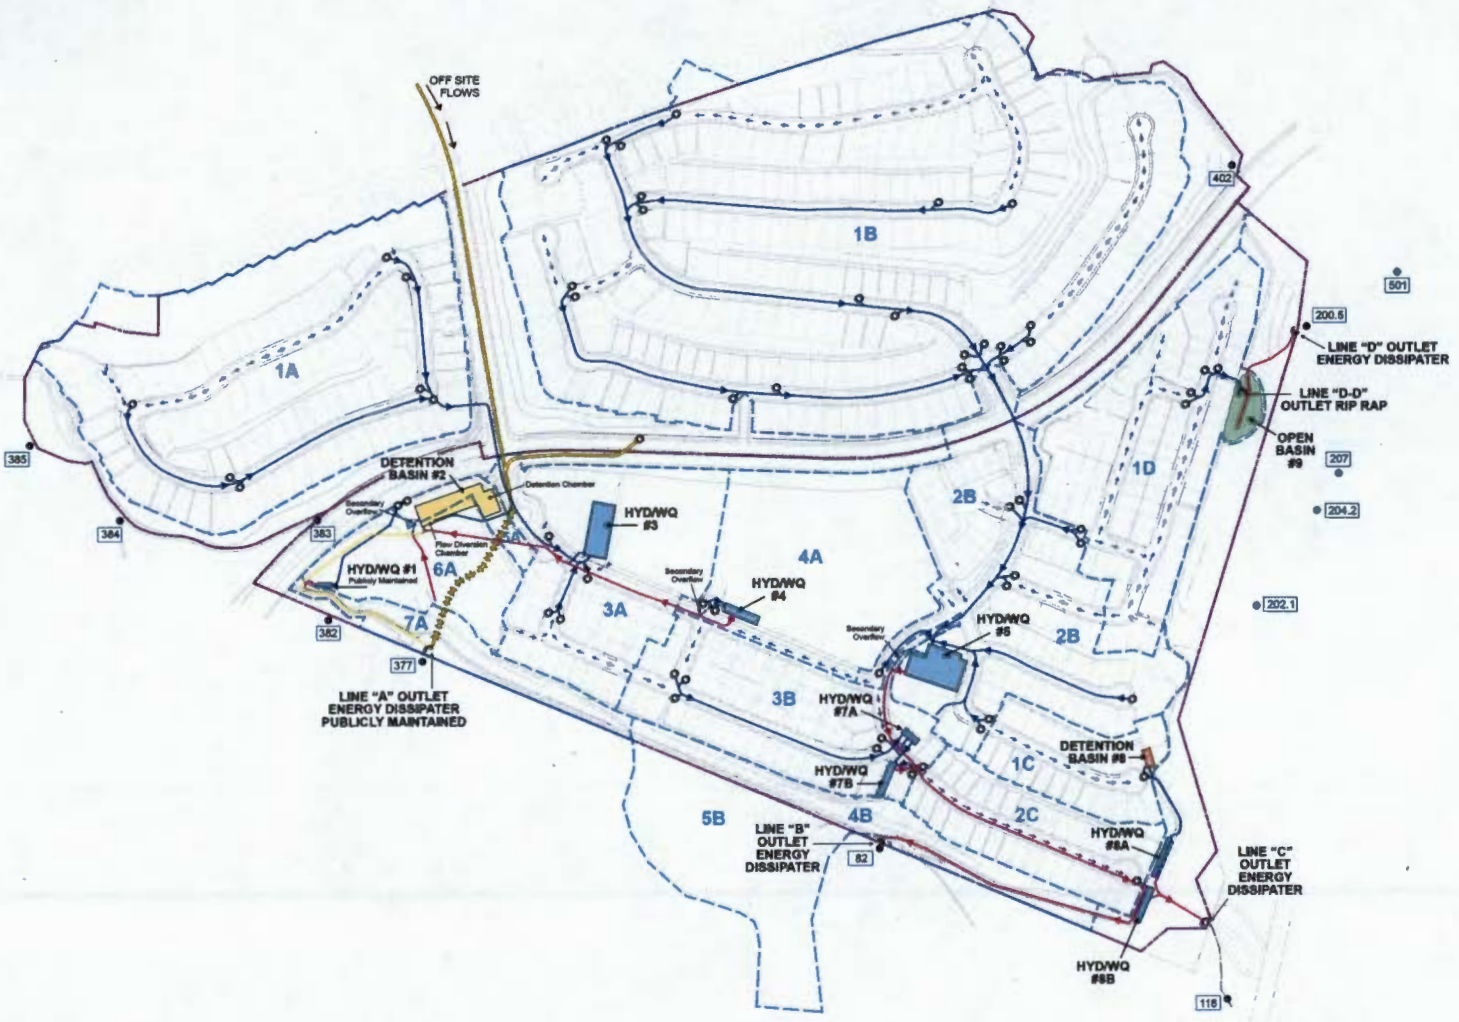 OFF SITE
FLOWS
402
1B
501
200.5
LINE "D" OUTLET
ENERGY DISSIPATER
1A
LINE "D-D"
OUTLET RIP RAP
OPEN
BASIN
#9
385
DETENTION
BASIN #2
Detention Chamber
1D
207
Secondary
Overflow
2B
204.2
384
383
HYD/WQ
#3
5A
4A
Flow Diversion
Chamber
HYD/WQ #1
Publicly Maintained
6A
Secondary
Overflow
HYD/WQ
#4
3A
202.1
7A
382
HYD/WQ
#5
Secondary
Overflow
2B
377
LINE "A" OUTLET
ENERGY DISSIPATER
PUBLICLY MAINTAINED
3B
HYD/WQ
#7A
DETENTION
BASIN #8
1C
HYD/WQ
#7B
5B
4B
2C
LINE "B"
OUTLET
ENERGY
DISSIPATER
82
HYD/WQ
#8A
LINE "C"
OUTLET
ENERGY
DISSIPATER
HYD/WQ
#8B
116